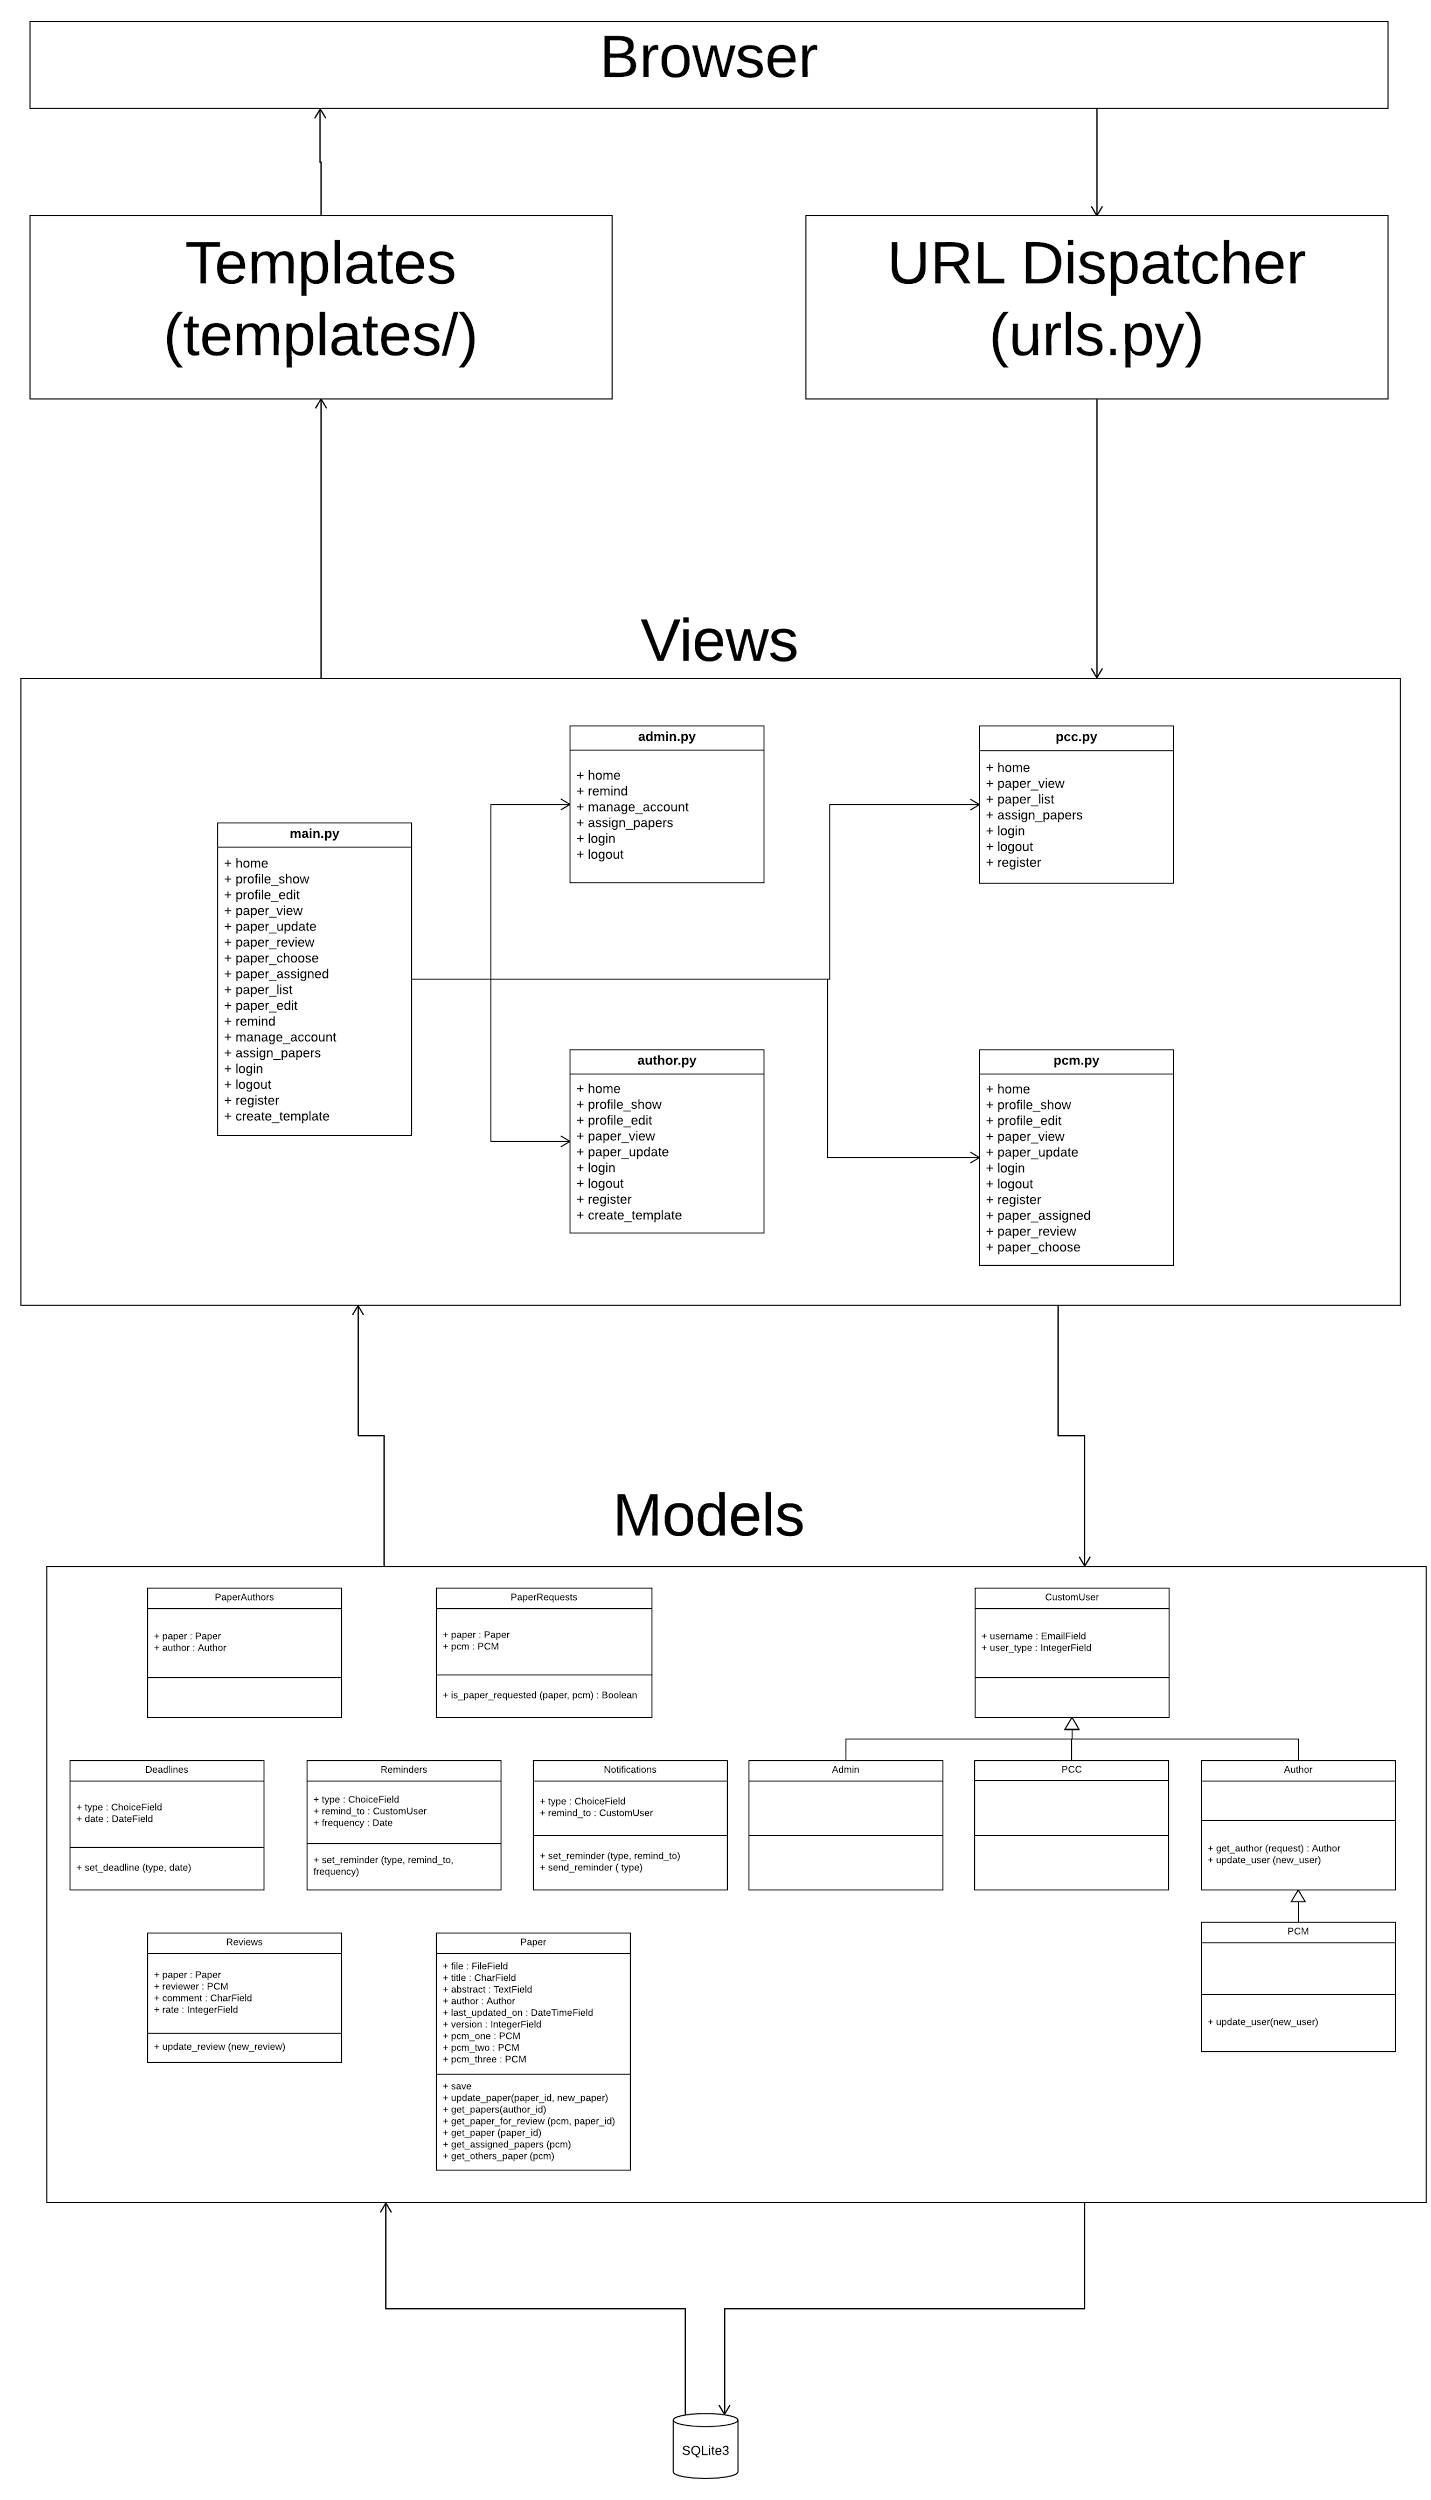 Browser
Templates
(templates/)
URL Dispatcher
(urls.py)
Views
main.py
+ home
+ profile_show
+ profile_edit
+ paper_view
+ paper_update
+ paper_review
+ paper_choose
+ paper_assigned
+ paper_list
+ paper_edit
+ remind
+ manage_account
+ assign_papers
+ login
+ logout
+ register
+ create_template
admin.py
+ home
+ remind
+ manage_account
+ assign_papers
+ login
+ logout
pcc.py
+ home
+ paper_view
+ paper_list
+ assign_papers
+ login
+ logout
+ register
author.py
+ home
+ profile_show
+ profile_edit
+ paper_view
+ paper_update
+ login
+ logout
+ register
+ create_template
pcm.py
+ home
+ profile_show
+ profile_edit
+ paper_view
+ paper_update
+ login
+ logout
+ register
+ paper_assigned
+ paper_review
+ paper_choose
Models
PaperAuthors
+ paper : Paper
+ author : Author
PaperRequests
+ paper : Paper
+ pcm : PCM
+ is_paper_requested (paper, pcm) : Boolean
CustomUser
+ username : EmailField
+ user_type : IntegerField
Deadlines
+ type : ChoiceField
+ date : DateField
+ set_deadline (type, date)
Reminders
+ type : ChoiceField
+ remind_to : CustomUser
+ frequency : Date
+ set_reminder (type, remind_to,
frequency)
Notifications
+ type : ChoiceField
+ remind_to : CustomUser
+ set_reminder (type, remind_to)
+ send_reminder ( type)
Admin
PCC
Author
+ get_author (request) : Author
+ update_user (new_user)
PCM
+ update_user(new_user)
Reviews
+ paper : Paper
+ reviewer : PCM
+ comment : CharField
+ rate : IntegerField
+ update_review (new_review)
Paper
+ file : FileField
+ title : CharField
+ abstract : TextField
+ author : Author
+ last_updated_on : DateTimeField
+ version : IntegerField
+ pcm_one : PCM
+ pcm_two : PCM
+ pcm_three : PCM
+ save
+ update_paper(paper_id, new_paper)
+ get_papers(author_id)
+ get_paper_for_review (pcm, paper_id)
+ get_paper (paper_id)
+ get_assigned_papers (pcm)
+ get_others_paper (pcm)
SQLite3